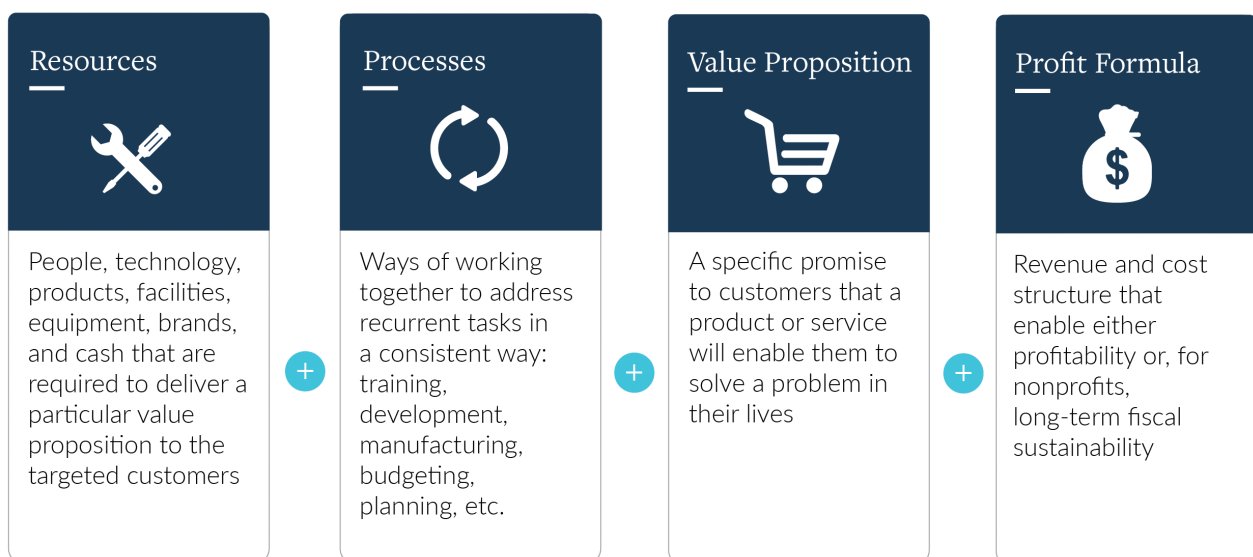 Resources
People, technology,
products, facilities,
equipment, brands,
and cash that are
required to deliver a
particular value
proposition to the
targeted customers
+
Processes
Ways of working
together to address
recurrent tasks in
a consistent way:
training,
development,
manufacturing,
budgeting,
planning, etc.
+
Value Proposition
A specific promise
to customers that a
product or service
will enable them to
solve a problem in
their lives
+
Profit Formula
$
Revenue and cost
structure that
enable either
profitability or, for
nonprofits,
long-term fiscal
sustainability